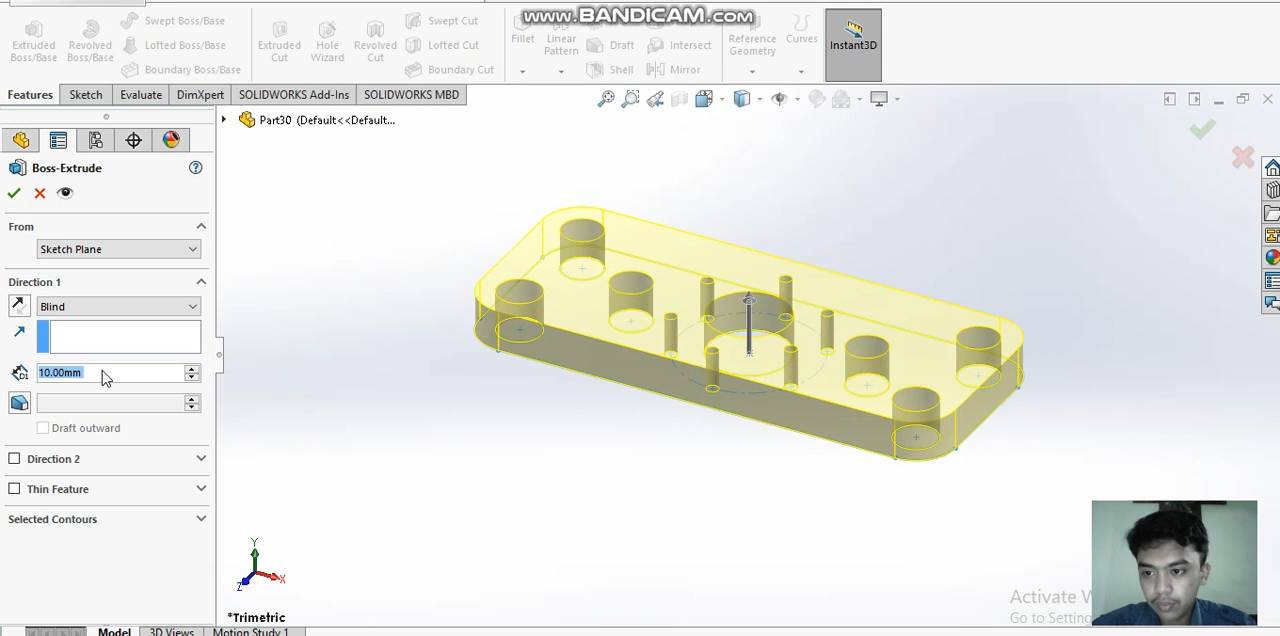 www.BANDICAM.com
Extruded Boss/Base
Revolved Boss/Base
Swept Boss/Base
Lofted Boss/Base
Boundary Boss/Base
Extruded Cut
Hole Wizard
Revolved Cut
Swept Cut
Lofted Cut
Boundary Cut
Fillet
Linear Pattern
Draft
Shell
Intersect
Mirror
Reference Geometry
Curves
Instant3D
Features
Sketch
Evaluate
DimXpert
SOLIDWORKS Add-Ins
SOLIDWORKS MBD
Part30 (Default<<Default...
Boss-Extrude
From
Sketch Plane
Direction 1
Blind
D1
10.00mm
Draft outward
Direction 2
Thin Feature
Selected Contours
Y
X
Z
*Trimetric
Activate W
Go to Setting
Model
3D Views
Motion Study 1